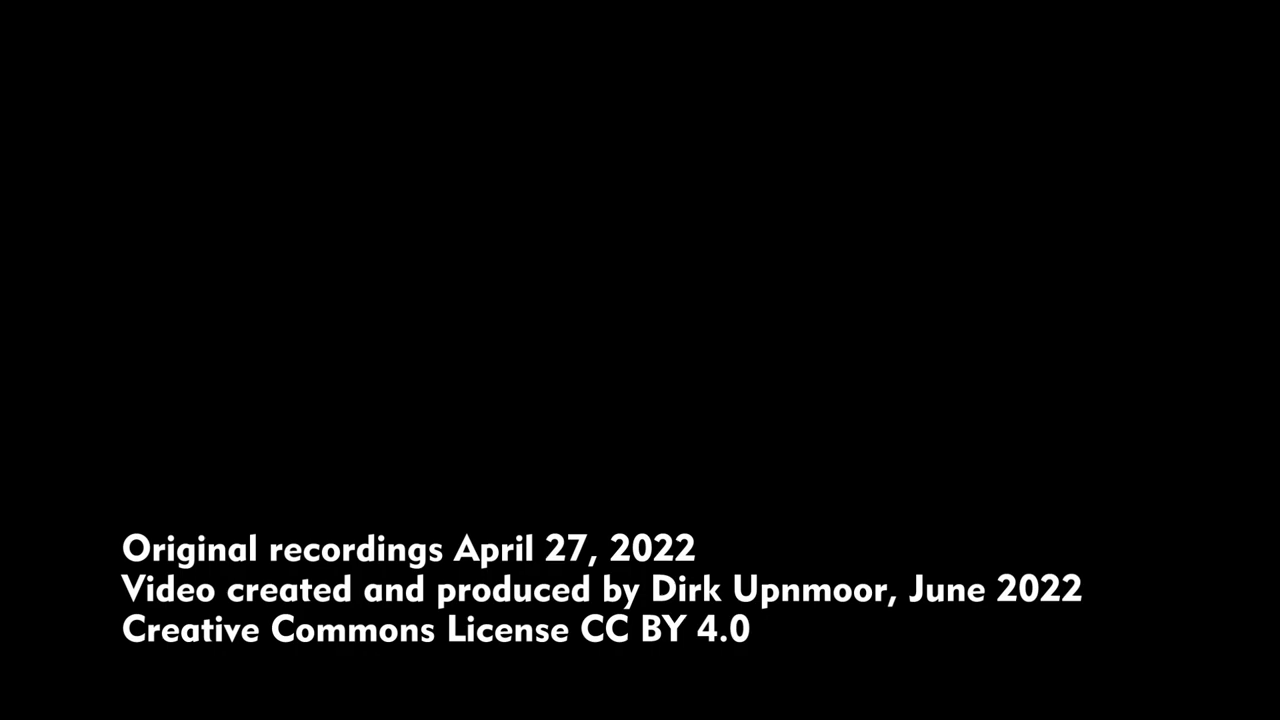 Original recordings April 27, 2022
Video created and produced by Dirk Upnmoor, June 2022
Creative Commons License CC BY 4.0